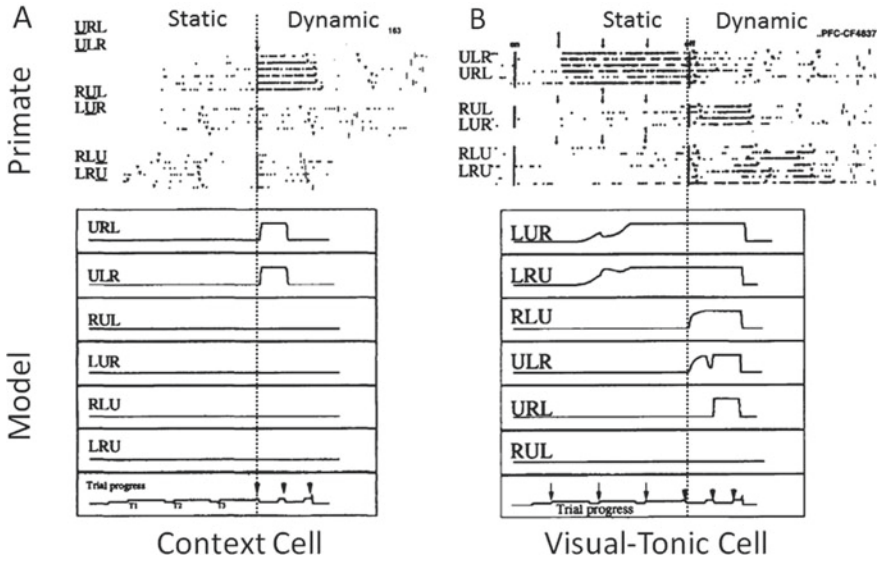 A
Static
Dynamic
URL
ULR
163
RUL
LUR
RLU
LRU
Primate
B
Static
Dynamic
..PFC-CF4837
ULR
URL
RUL
LUR
RLU
LRU
Model
URL
ULR
RUL
LUR
RLU
LRU
Trial progress
T1 T2 T3
Context Cell
LUR
LRU
RLU
ULR
URL
RUL
Trial progress
Visual-Tonic Cell